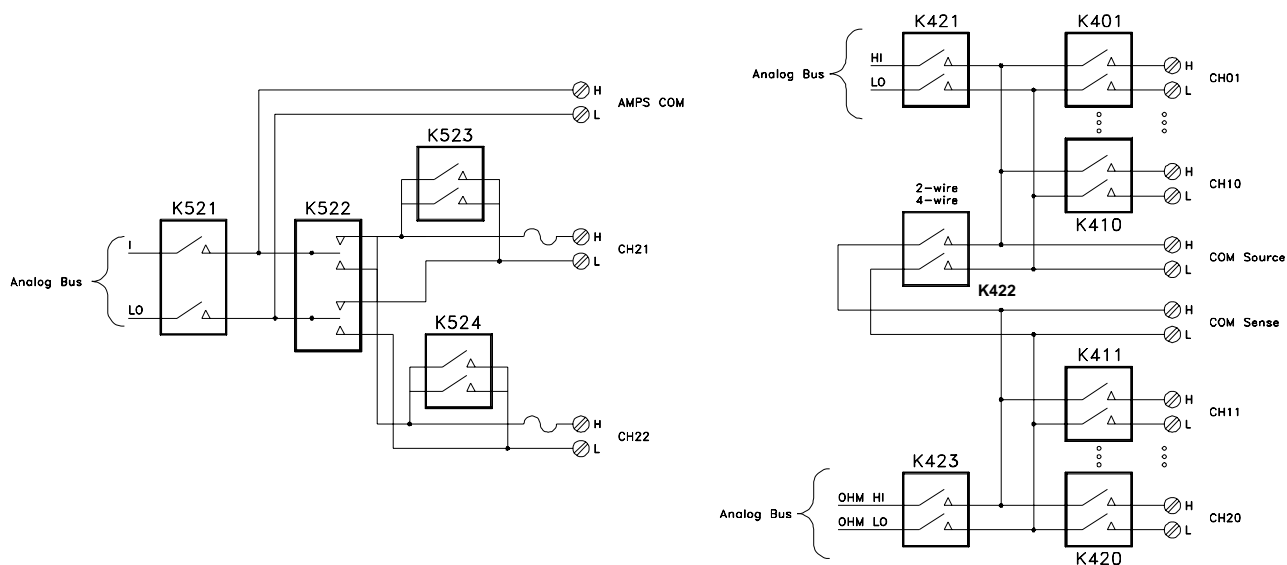 H
AMPS COM
L
K523
K521
K522
I
H
CH21
Analog Bus
L
LO
K524
H
CH22
L
K421
K401
HI
H
Analog Bus
CH01
LO
L
H
CH10
2-wire
4-wire
L
K410
H
COM Source
L
K422
H
COM Sense
L
K411
H
CH11
L
K423
OHM HI
H
Analog Bus
CH20
OHM LO
L
K420